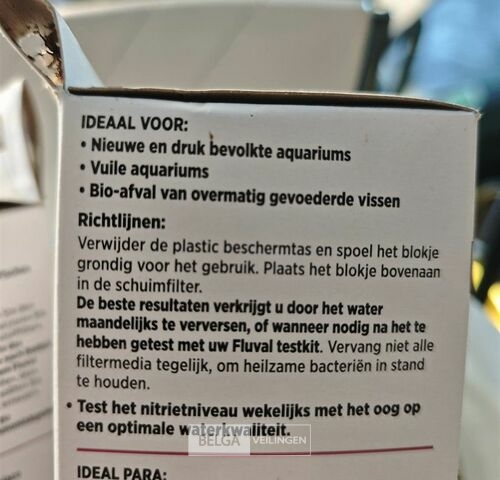 IDEAAL VOOR:
• Nieuwe en druk bevolkte aquariums
• Vuile aquariums
• Bio-afval van overmatig gevoederde vissen
Richtlijnen:
Verwijder de plastic beschermtas en spoel het blokje
grondig voor het gebruik. Plaats het blokje bovenaan
in de schuimfilter.
De beste resultaten verkrijgt u door het water
maandelijks te verversen, of wanneer nodig na het te
hebben getest met uw Fluval testkit. Vervang niet alle
filtermedia tegelijk, om heilzame bacteriën in stand
te houden.
• Test het nitrietniveau wekelijks met het oog op
een optimale waterkwaliteit.
BELGA VEILINGEN
IDEAL PARA: